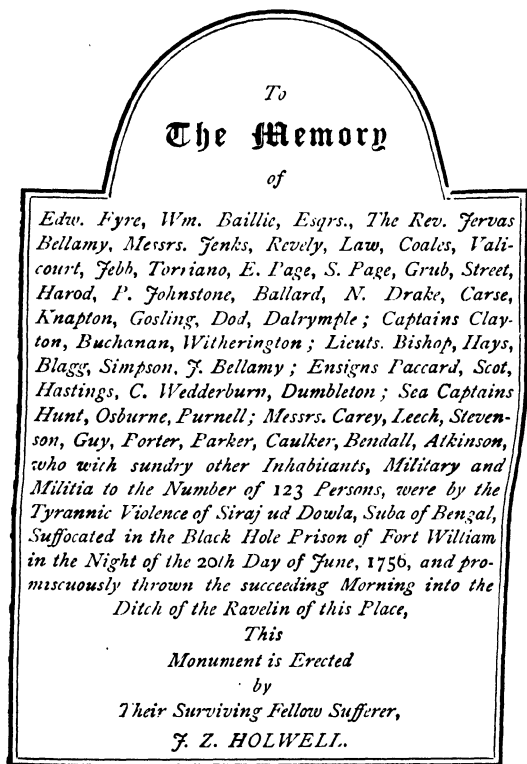 To
The Memory
of
Edw. Eyre, Wm. Baillie, Esqrs., The Rev. Jervas
Bellamy, Messrs. Jenks, Revely, Law, Coales, Vali-
court, Jebb, Torriano, E. Page, S. Page, Grub, Street,
Harod, P. Johnstone, Ballard, N. Drake, Carse,
Knapton, Gosling, Dod, Dalrymple; Captains Clay-
ton, Buchanan, Witherington; Lieuts. Bishop, Hays,
Blagg, Simpson, J. Bellamy; Ensigns Paccard, Scot,
Hastings, C. Wedderburn, Dumbleton; Sea Captains
Hunt, Osburne, Purnell; Messrs. Carey, Leech, Steven-
son, Guy, Porter, Parker, Caulker, Bendall, Atkinson,
who with sundry other Inhabitants, Military and
Militia to the Number of 123 Persons, were by the
Tyrannic Violence of Siraj ud Dowla, Suba of Bengal,
Suffocated in the Black Hole Prison of Fort William
in the Night of the 20th Day of June, 1756, and pro-
miscuously thrown the succeeding Morning into the
Ditch of the Ravelin of this Place,
This
Monument is Erected
by
Their Surviving Fellow Sufferer,
J. Z. HOLWELL.